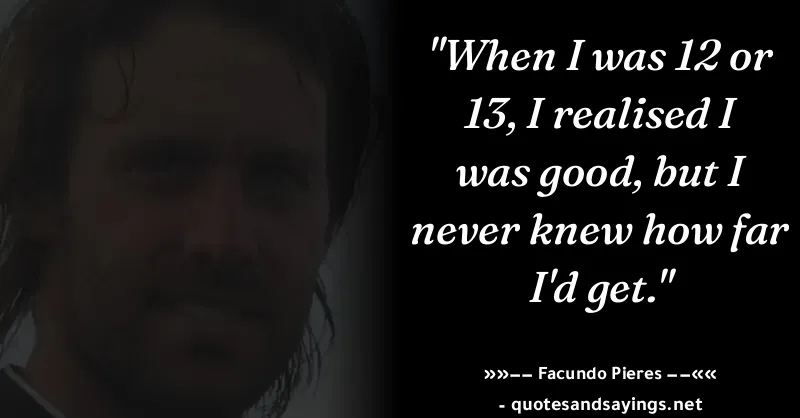 "When I was 12 or
13, I realised I
was good, but I
never knew how far
I'd get."
»»−− Facundo Pieres −−««
- quotesandsayings.net